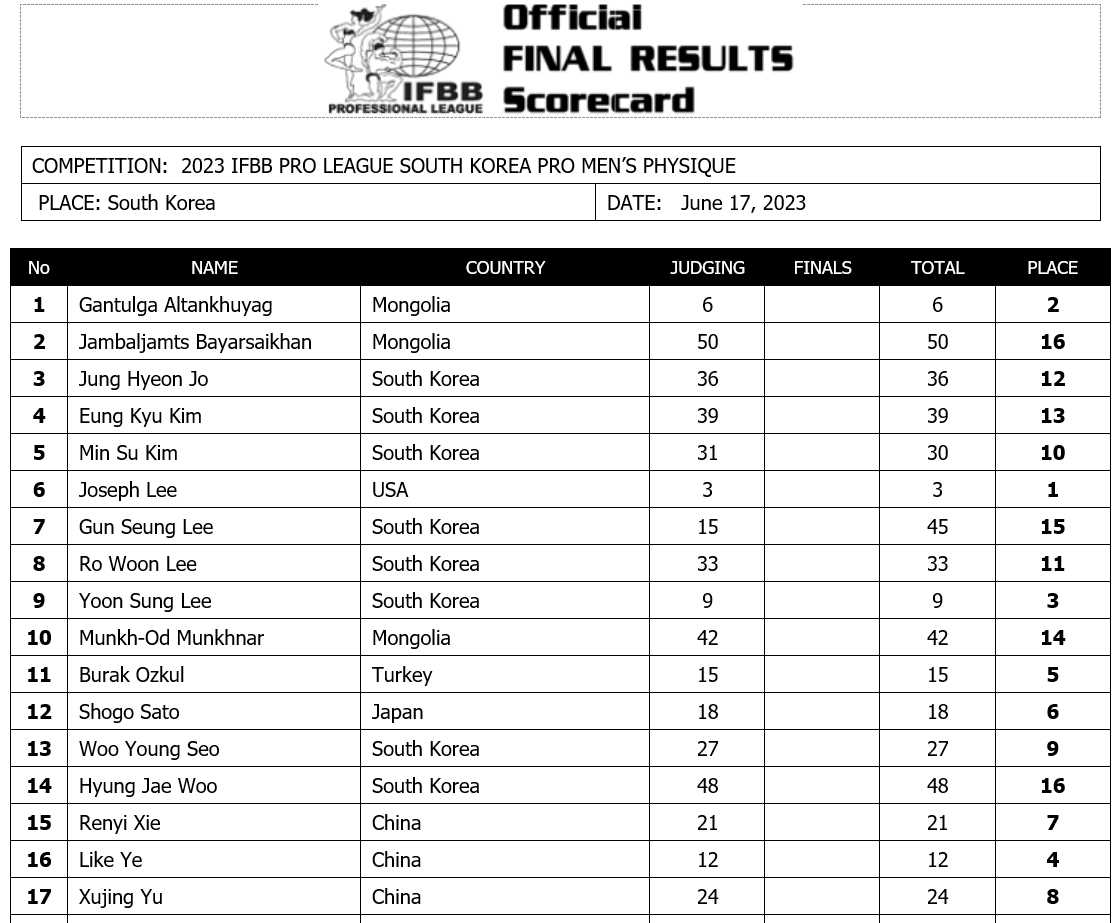 Official
FINAL RESULTS
Scorecard
IFBB
PROFESSIONAL LEAGUE
COMPETITION: 2023 IFBB PRO LEAGUE SOUTH KOREA PRO MEN’S PHYSIQUE
PLACE: South Korea DATE: June 17, 2023
No NAME COUNTRY JUDGING FINALS TOTAL PLACE
1 Gantulga Altankhuyag Mongolia 6 6 2
2 Jambaljamts Bayarsaikhan Mongolia 50 50 16
3 Jung Hyeon Jo South Korea 36 36 12
4 Eung Kyu Kim South Korea 39 39 13
5 Min Su Kim South Korea 31 30 10
6 Joseph Lee USA 3 3 1
7 Gun Seung Lee South Korea 15 45 15
8 Ro Woon Lee South Korea 33 33 11
9 Yoon Sung Lee South Korea 9 9 3
10 Munkh-Od Munkhnar Mongolia 42 42 14
11 Burak Ozkul Turkey 15 15 5
12 Shogo Sato Japan 18 18 6
13 Woo Young Seo South Korea 27 27 9
14 Hyung Jae Woo South Korea 48 48 16
15 Renyi Xie China 21 21 7
16 Like Ye China 12 12 4
17 Xujing Yu China 24 24 8